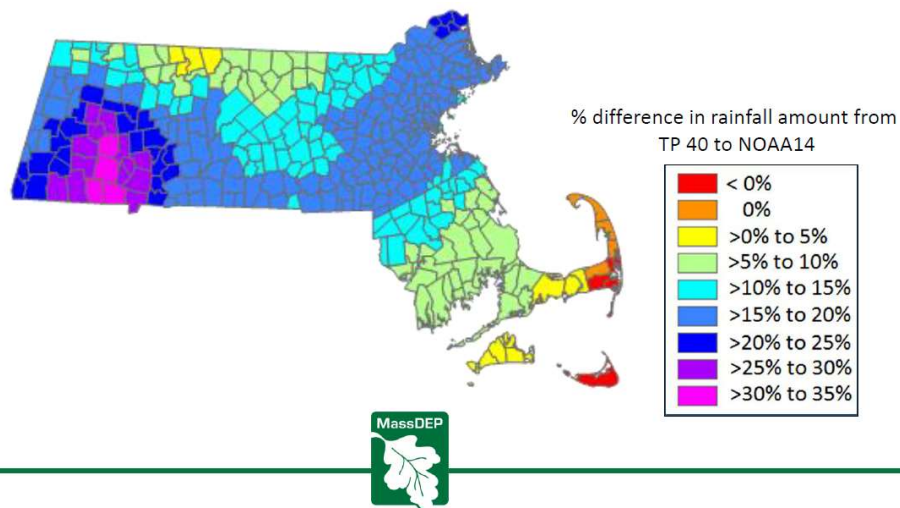 % difference in rainfall amount from
TP 40 to NOAA14
< 0%
0%
>0% to 5%
>5% to 10%
>10% to 15%
>15% to 20%
>20% to 25%
>25% to 30%
>30% to 35%
MassDEP